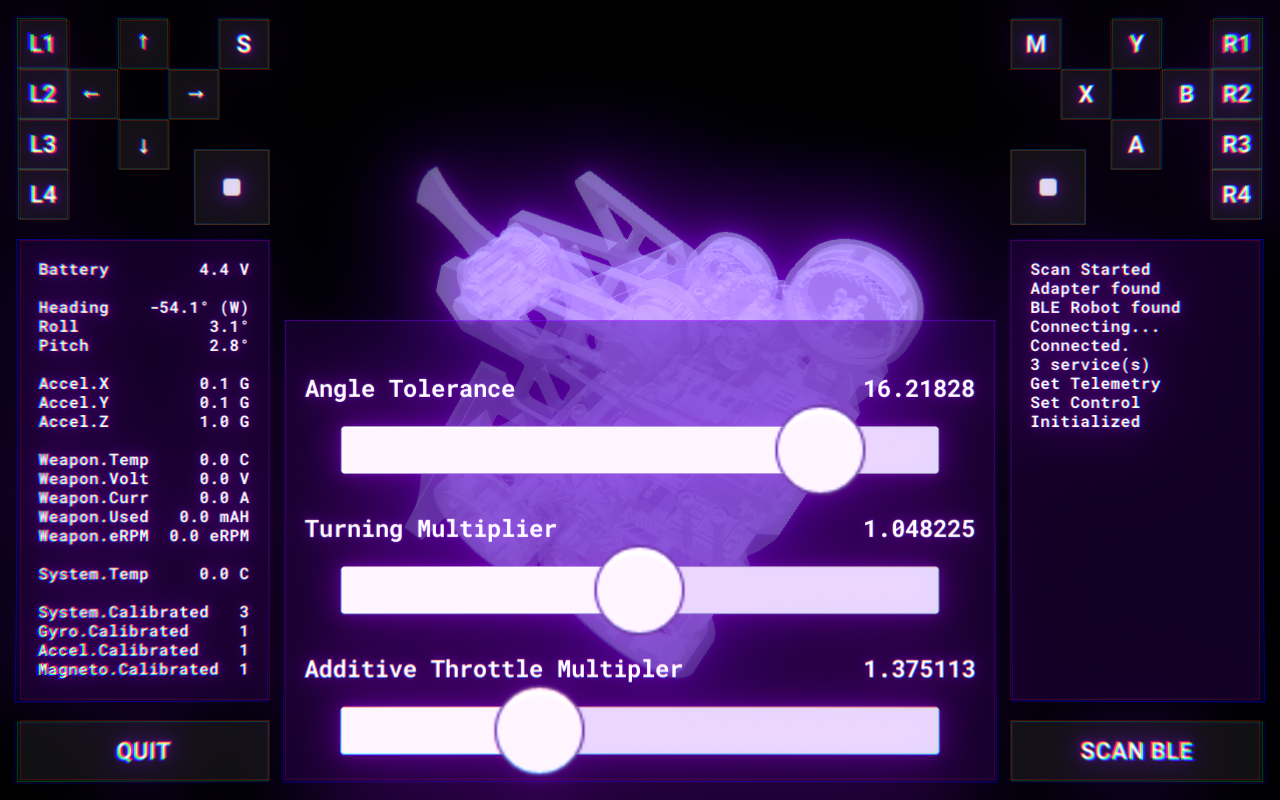 L1 ↑ S
L2 ← →
L3 ↓
L4
M Y R1
X B R2
A R3
R4
Battery 4.4 V
Heading -54.1° (W)
Roll 3.1°
Pitch 2.8°
Accel.X 0.1 G
Accel.Y 0.1 G
Accel.Z 1.0 G
Weapon.Temp 0.0 C
Weapon.Volt 0.0 V
Weapon.Curr 0.0 A
Weapon.Used 0.0 mAH
Weapon.eRPM 0.0 eRPM
System.Temp 0.0 C
System.Calibrated 3
Gyro.Calibrated 1
Accel.Calibrated 1
Magneto.Calibrated 1
QUIT
Angle Tolerance 16.21828
Turning Multiplier 1.048225
Additive Throttle Multipler 1.375113
Scan Started
Adapter found
BLE Robot found
Connecting...
Connected.
3 service(s)
Get Telemetry
Set Control
Initialized
SCAN BLE